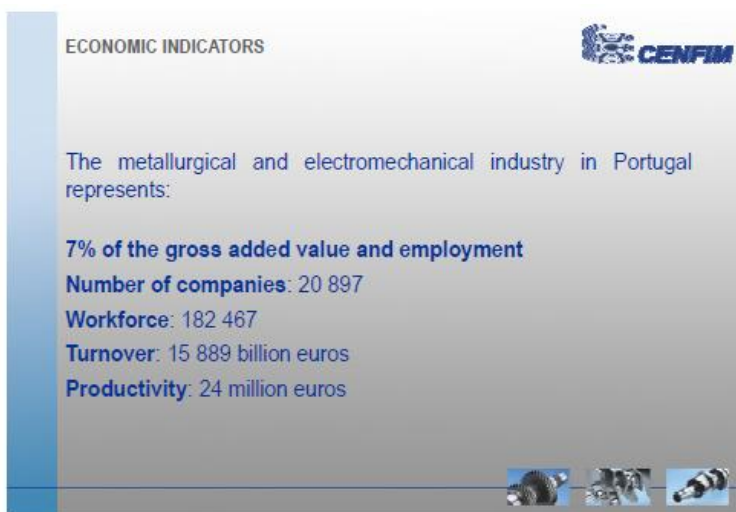 ECONOMIC INDICATORS
CENFIM
The metallurgical and electromechanical industry in Portugal
represents:
7% of the gross added value and employment
Number of companies: 20 897
Workforce: 182 467
Turnover: 15 889 billion euros
Productivity: 24 million euros